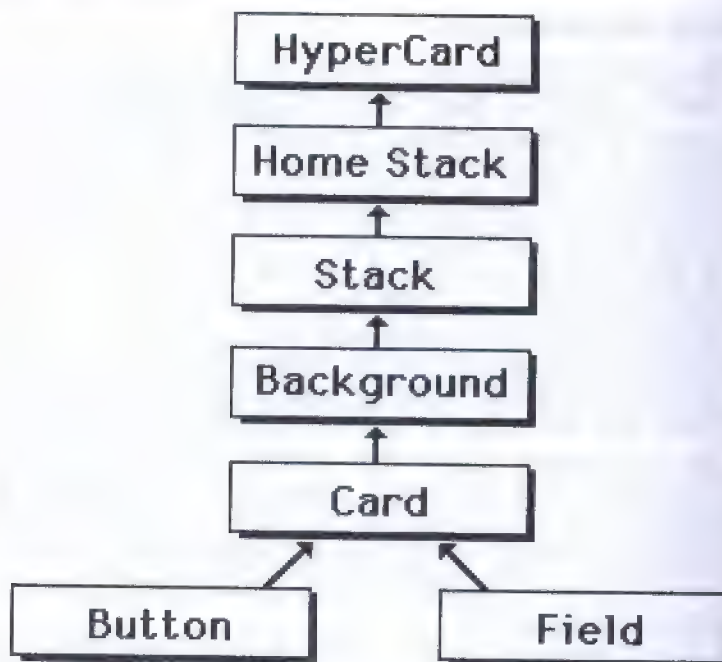 HyperCard
Home Stack
Stack
Background
Card
Button
Field